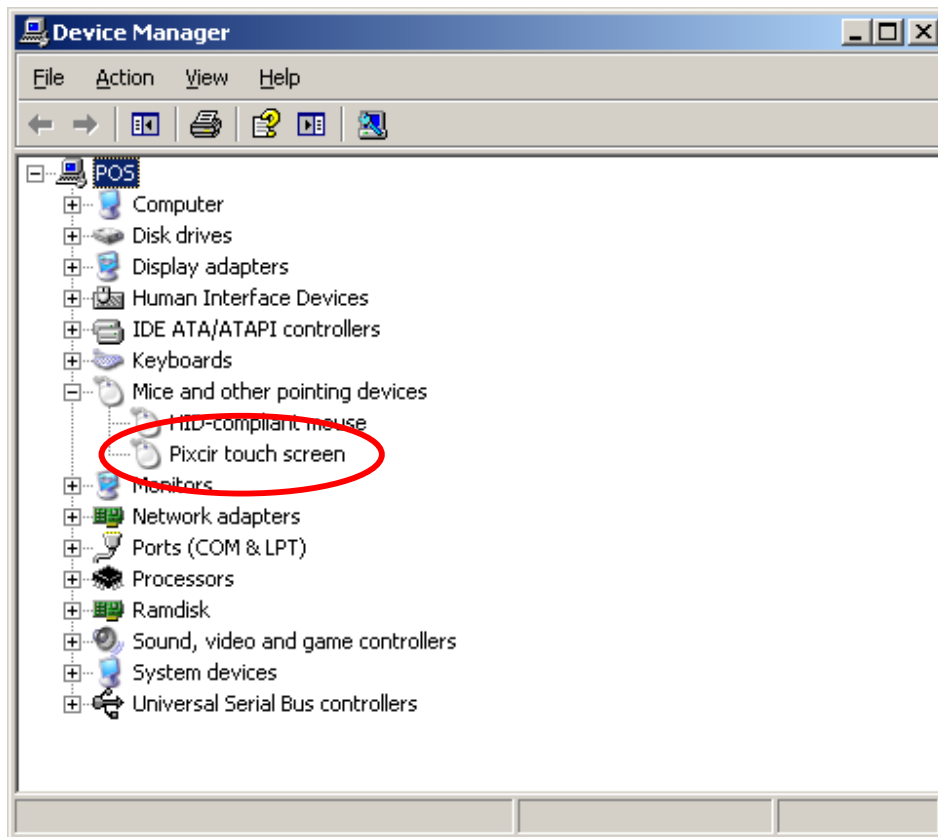 Device Manager
File Action View Help
POS
Computer
Disk drives
Display adapters
Human Interface Devices
IDE ATA/ATAPI controllers
Keyboards
Mice and other pointing devices
HID-compliant mouse
Pixcir touch screen
Monitors
Network adapters
Ports (COM & LPT)
Processors
Ramdisk
Sound, video and game controllers
System devices
Universal Serial Bus controllers